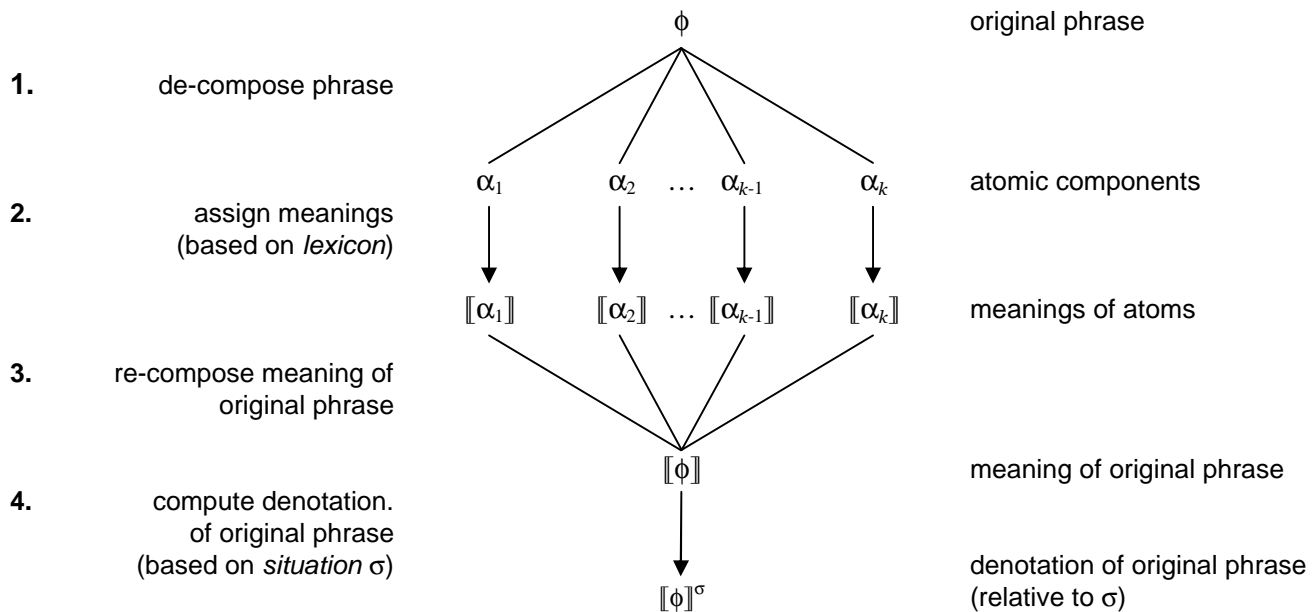 φ original phrase
1. de-compose phrase
α1 α2 … αk-1 αk atomic components
2. assign meanings
(based on lexicon)
⟦α1⟧ ⟦α2⟧ … ⟦αk-1⟧ ⟦αk⟧ meanings of atoms
3. re-compose meaning of
original phrase
⟦φ⟧ meaning of original phrase
4. compute denotation.
of original phrase
(based on situation σ)
denotation of original phrase
⟦φ⟧σ (relative to σ)